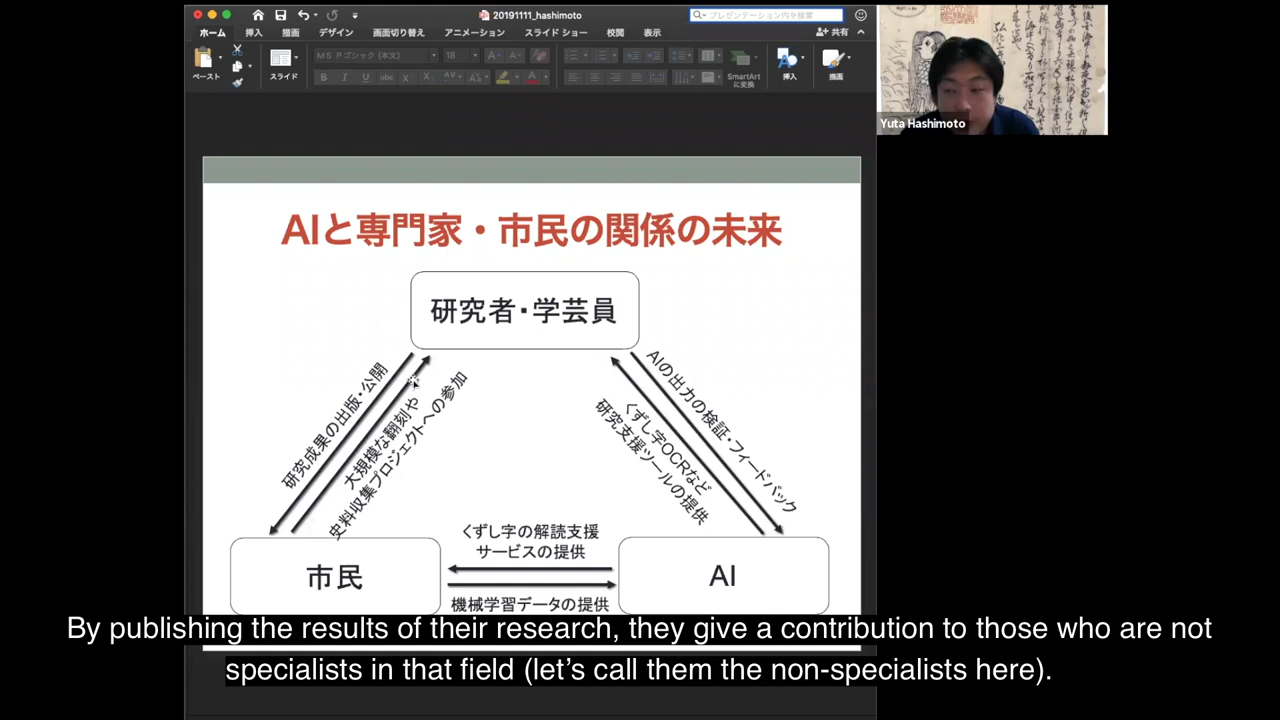 20191111_hashimoto
プレゼンテーション内を検索
ホーム 挿入 描画 デザイン 画面切り替え アニメーション スライド ショー 校閲 表示 共有
ペースト
スライド
MS Pゴシック (本文) 18
SmartArt
に変換
挿入
描画
Yuta Hashimoto
AIと専門家・市民の関係の未来
研究者・学芸員
研究成果の出版・公開
大規模な翻刻や
史料収集プロジェクトへの参加
AIの出力の検証・フィードバック
くずし字OCRなど
研究支援ツールの提供
くずし字の解読支援
サービスの提供
市民
AI
機械学習データの提供
By publishing the results of their research, they give a contribution to those who are not
specialists in that field (let’s call them the non-specialists here).